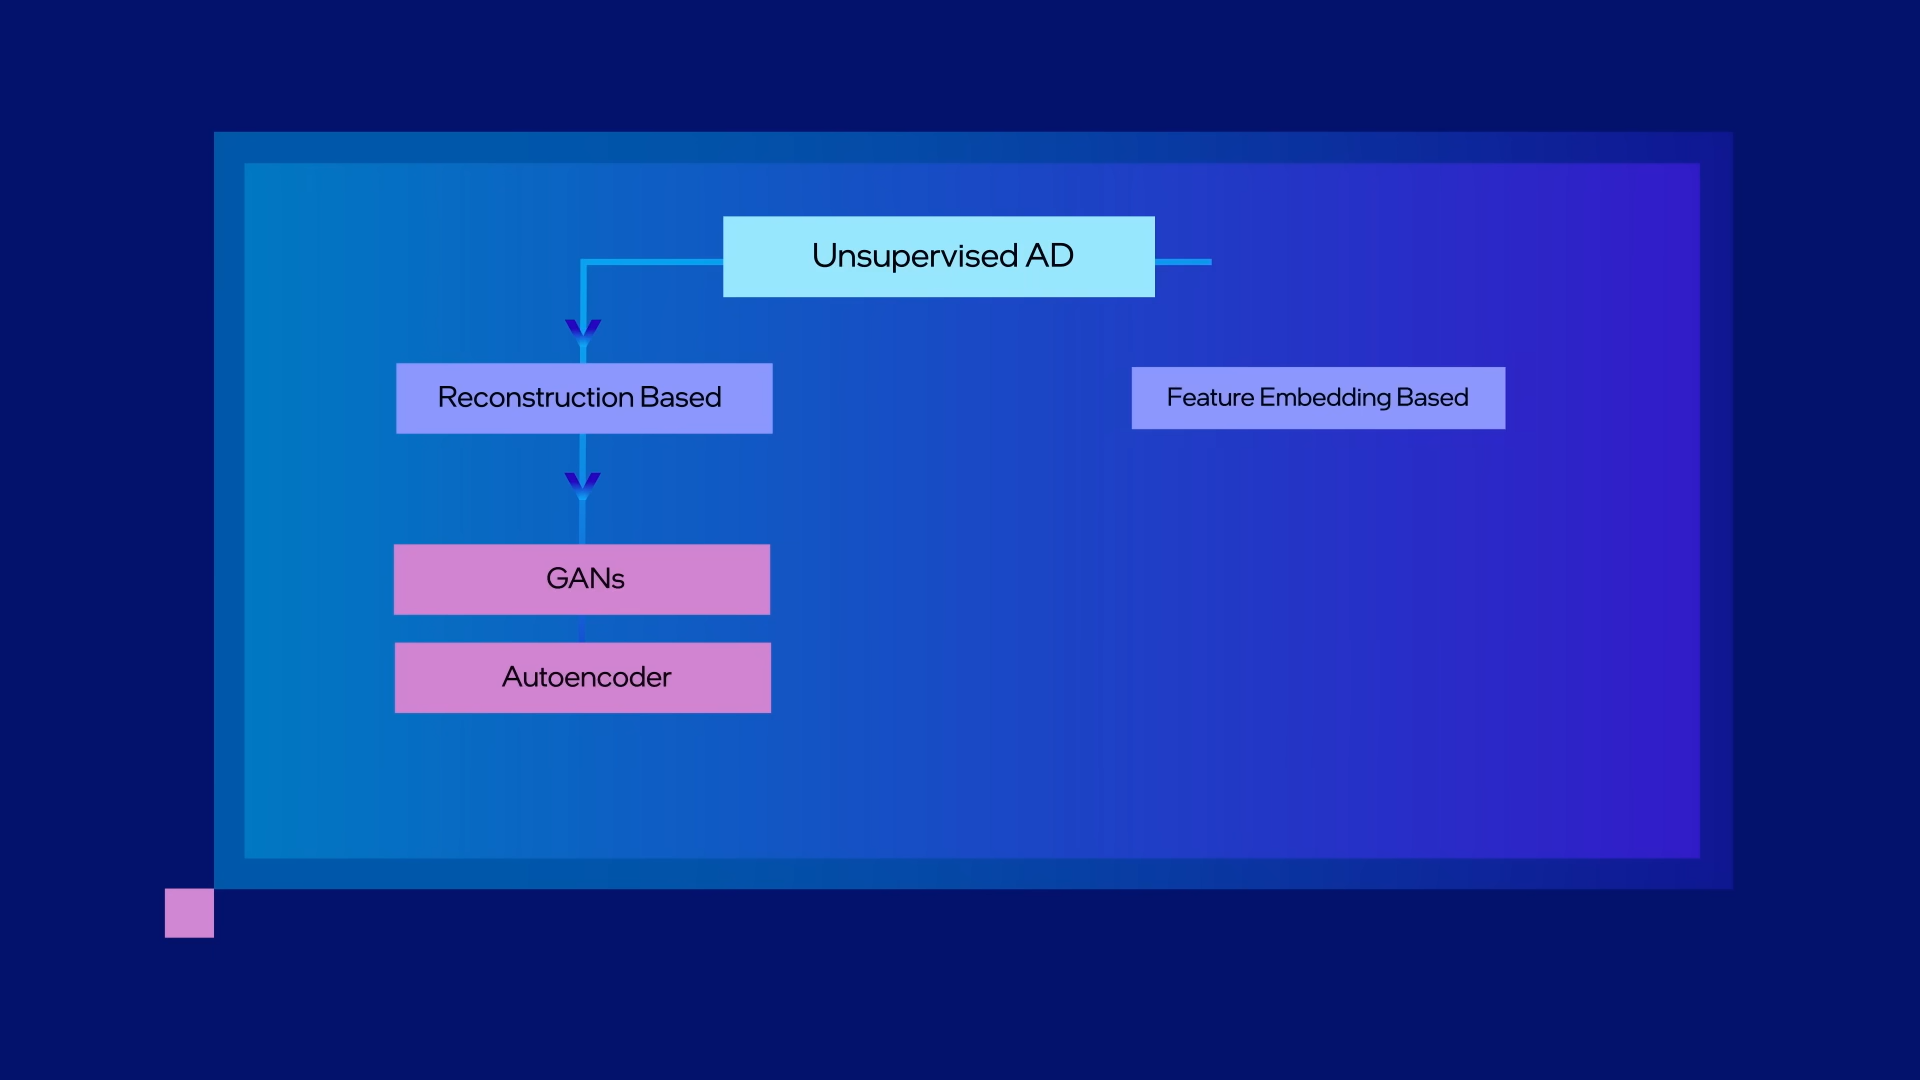 Unsupervised AD
Reconstruction Based
Feature Embedding Based
GANs
Autoencoder